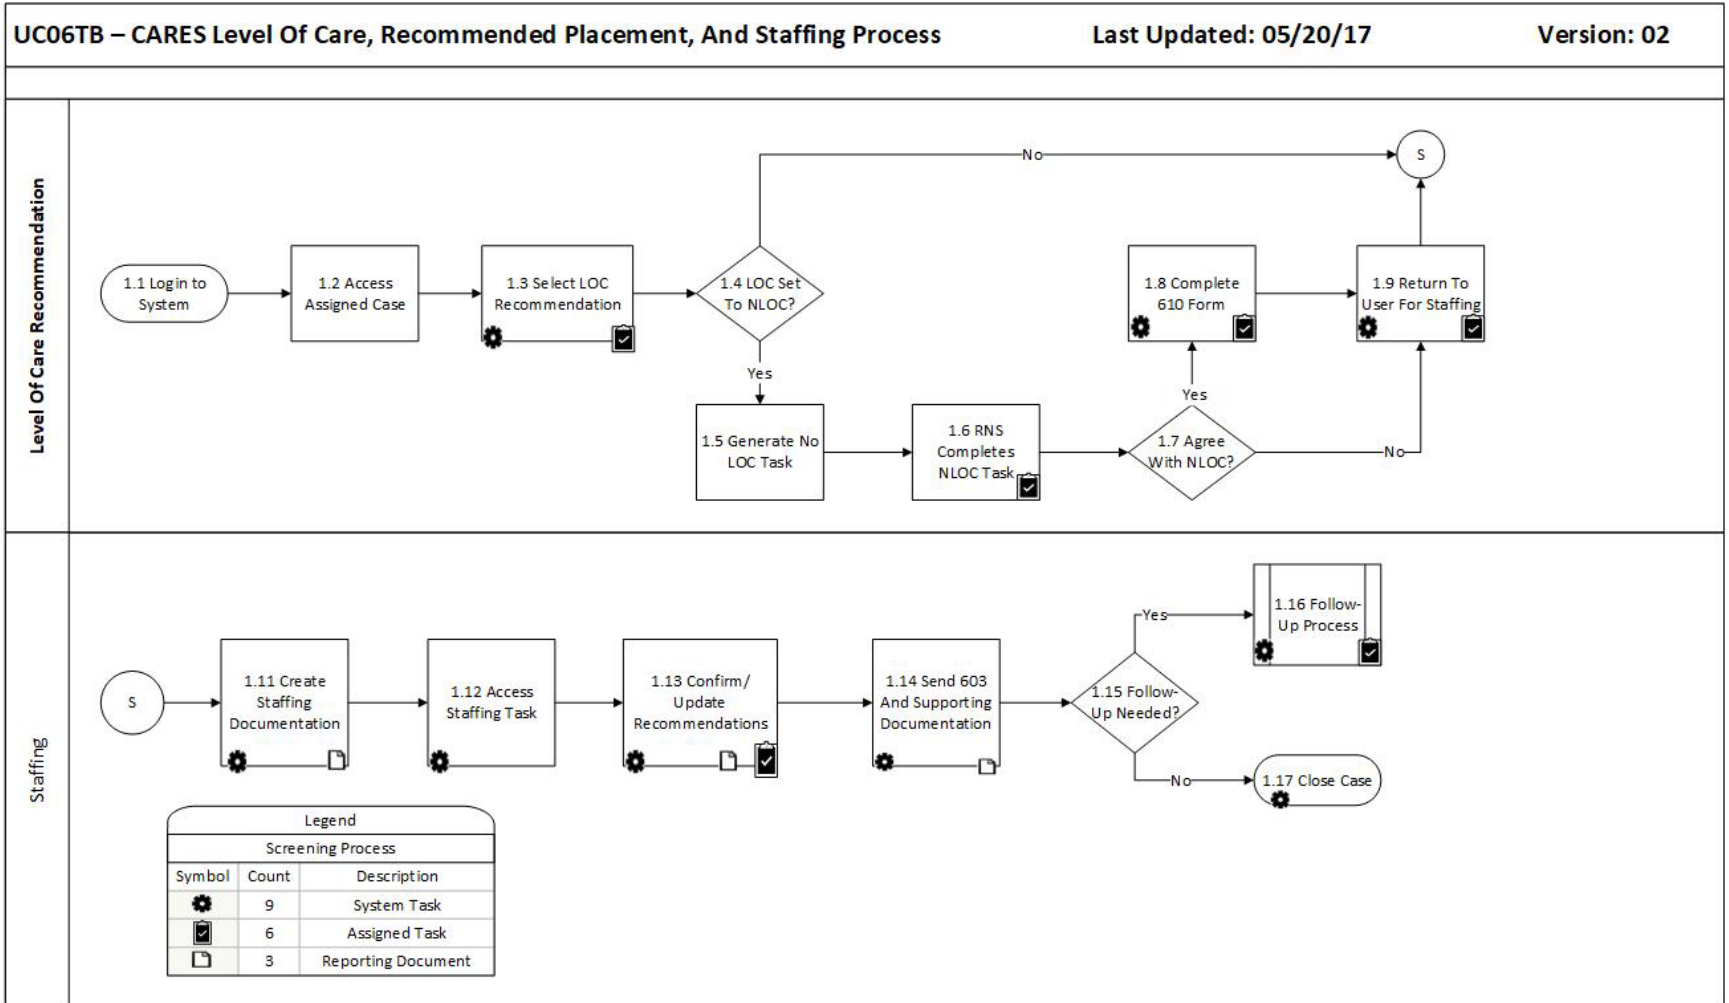 UC06TB – CARES Level Of Care, Recommended Placement, And Staffing Process
Last Updated: 05/20/17
Version: 02
Level Of Care Recommendation
1.1 Login to
System
1.2 Access
Assigned Case
1.3 Select LOC
Recommendation
1.4 LOC Set
To NLOC?
No
S
Yes
1.5 Generate No
LOC Task
1.6 RNS
Completes
NLOC Task
1.7 Agree
With NLOC?
Yes
No
1.8 Complete
610 Form
1.9 Return To
User For Staffing
Staffing
S
1.11 Create
Staffing
Documentation
1.12 Access
Staffing Task
1.13 Confirm/
Update
Recommendations
1.14 Send 603
And Supporting
Documentation
1.15 Follow-
Up Needed?
Yes
1.16 Follow-
Up Process
No
1.17 Close Case
Legend
Screening Process
Symbol Count Description
9 System Task
6 Assigned Task
3 Reporting Document